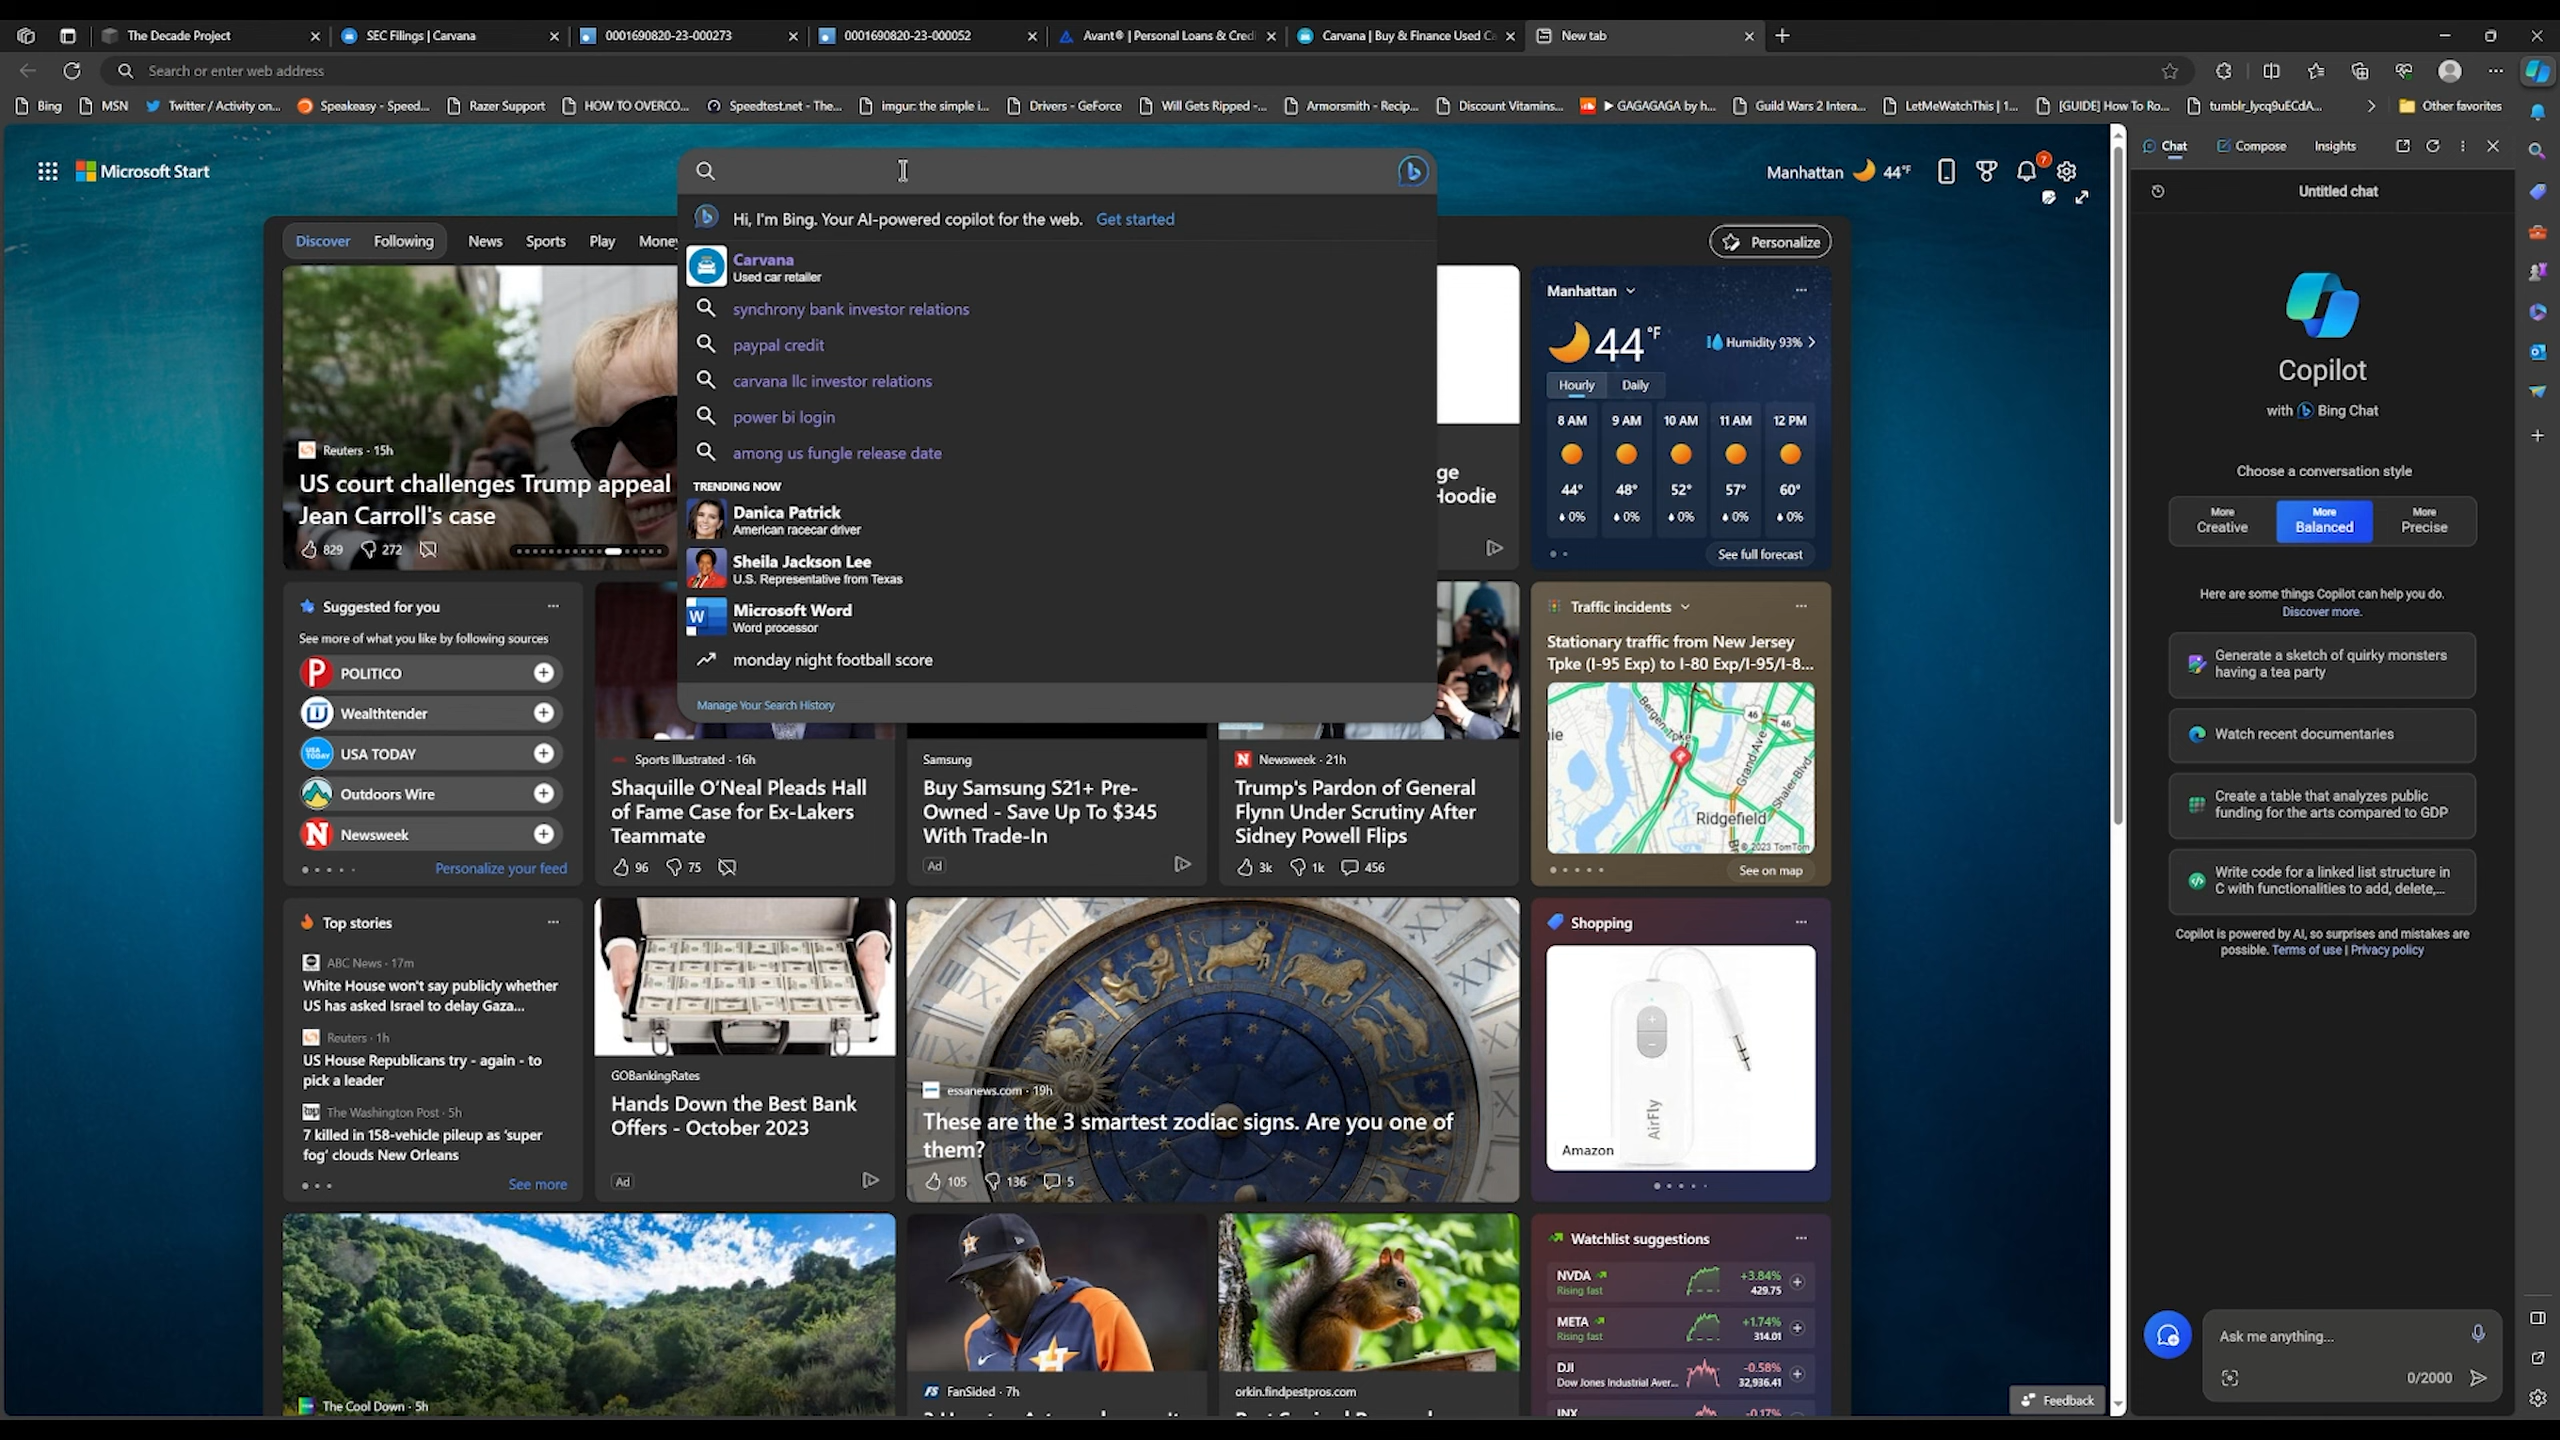 The Decade Project
SEC Filings | Carvana
0001690820-23-000273
0001690820-23-000052
Avant® | Personal Loans & Credi
Carvana | Buy & Finance Used Ca
New tab
Search or enter web address
Bing
MSN
Twitter / Activity on...
Speakeasy - Speed...
Razer Support
HOW TO OVERCO...
Speedtest.net - The...
imgur: the simple i...
Drivers - GeForce
Will Gets Ripped -...
Armorsmith - Recip...
Discount Vitamins...
►GAGAGAGA by h...
Guild Wars 2 Intera...
LetMeWatchThis | 1...
[GUIDE] How To Ro...
tumblr_lycq9uECdA...
Other favorites
Microsoft Start
Manhattan
44°F
7
Hi, I'm Bing. Your AI-powered copilot for the web. Get started
Carvana
Used car retailer
synchrony bank investor relations
paypal credit
carvana llc investor relations
power bi login
among us fungle release date
TRENDING NOW
Danica Patrick
American racecar driver
Sheila Jackson Lee
U.S. Representative from Texas
Microsoft Word
Word processor
monday night football score
Manage Your Search History
Discover
Following
News
Sports
Play
Money
Personalize
Reuters · 15h
US court challenges Trump appeal
Jean Carroll's case
829
272
ge
Hoodie
Manhattan
44°F
Humidity 93%
Hourly
Daily
8 AM 9 AM 10 AM 11 AM 12 PM
44° 48° 52° 57° 60°
0% 0% 0% 0% 0%
See full forecast
Suggested for you
See more of what you like by following sources
POLITICO
Wealthtender
USA TODAY
Outdoors Wire
Newsweek
Personalize your feed
Sports Illustrated · 16h
Shaquille O'Neal Pleads Hall
of Fame Case for Ex-Lakers
Teammate
96
75
Samsung
Buy Samsung S21+ Pre-
Owned - Save Up To $345
With Trade-In
Ad
Newsweek · 21h
Trump's Pardon of General
Flynn Under Scrutiny After
Sidney Powell Flips
3k
1k
456
Traffic incidents
Stationary traffic from New Jersey
Tpke (I-95 Exp) to I-80 Exp/I-95/I-8...
Bergen Tpke
Grand Ave
Shaler Blvd
46
46
Ridgefield
© 2023 TomTom
See on map
Top stories
ABC News · 17m
White House won't say publicly whether
US has asked Israel to delay Gaza...
Reuters · 1h
US House Republicans try - again - to
pick a leader
The Washington Post · 5h
7 killed in 158-vehicle pileup as 'super
fog' clouds New Orleans
See more
GOBankingRates
Hands Down the Best Bank
Offers - October 2023
Ad
essanews.com · 19h
These are the 3 smartest zodiac signs. Are you one of
them?
105
136
5
Shopping
AirFly
Amazon
The Cool Down · 5h
FanSided · 7h
orkin.findpestpros.com
Watchlist suggestions
NVDA
Rising fast
+3.84%
429.75
META
Rising fast
+1.74%
314.01
DJI
Dow Jones Industrial Aver...
-0.58%
32,936.41
INX
-0.17%
Feedback
Chat
Compose
Insights
Untitled chat
Copilot
with Bing Chat
Choose a conversation style
More
Creative
More
Balanced
More
Precise
Here are some things Copilot can help you do.
Discover more.
Generate a sketch of quirky monsters
having a tea party
Watch recent documentaries
Create a table that analyzes public
funding for the arts compared to GDP
Write code for a linked list structure in
C with functionalities to add, delete,...
Copilot is powered by AI, so surprises and mistakes are
possible. Terms of use | Privacy policy
Ask me anything...
0/2000